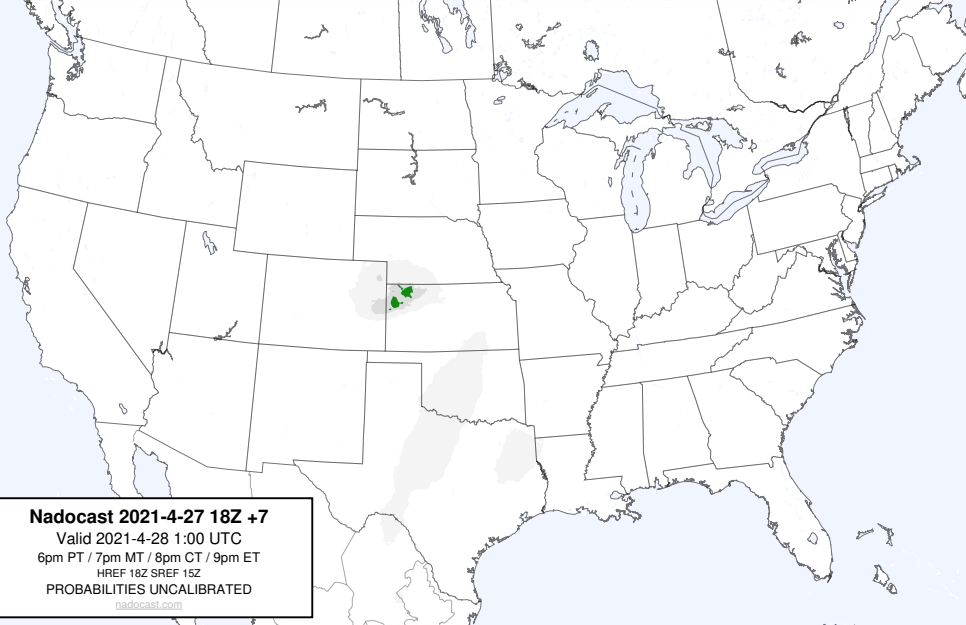 Nadocast 2021-4-27 18Z +7
Valid 2021-4-28 1:00 UTC
6pm PT / 7pm MT / 8pm CT / 9pm ET
HREF 18Z SREF 15Z
PROBABILITIES UNCALIBRATED
nadocast.com